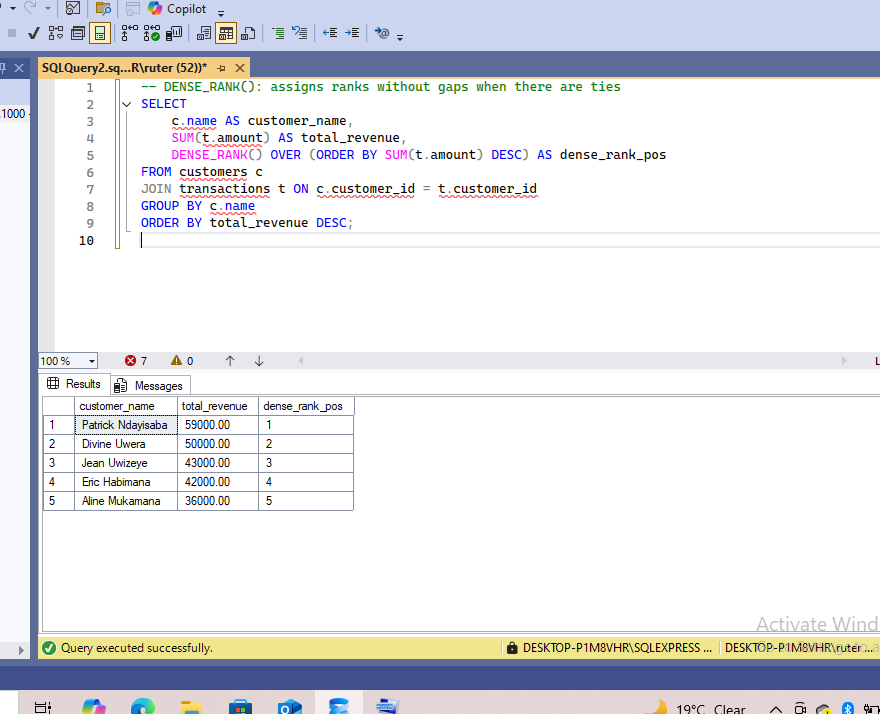 Copilot
SQLQuery2.sq...R\ruter (52))*
1000
1 -- DENSE_RANK(): assigns ranks without gaps when there are ties
2 SELECT
3 c.name AS customer_name,
4 SUM(t.amount) AS total_revenue,
5 DENSE_RANK() OVER (ORDER BY SUM(t.amount) DESC) AS dense_rank_pos
6 FROM customers c
7 JOIN transactions t ON c.customer_id = t.customer_id
8 GROUP BY c.name
9 ORDER BY total_revenue DESC;
10
100 % 7 0
Results Messages
customer_name total_revenue dense_rank_pos
1 Patrick Ndayisaba 59000.00 1
2 Divine Uwera 50000.00 2
3 Jean Uwizeye 43000.00 3
4 Eric Habimana 42000.00 4
5 Aline Mukamana 36000.00 5
Activate Wind
Query executed successfully. DESKTOP-P1M8VHR\SQLEXPRESS ... DESKTOP-P1M8VHR\ruter...
19°C Clear